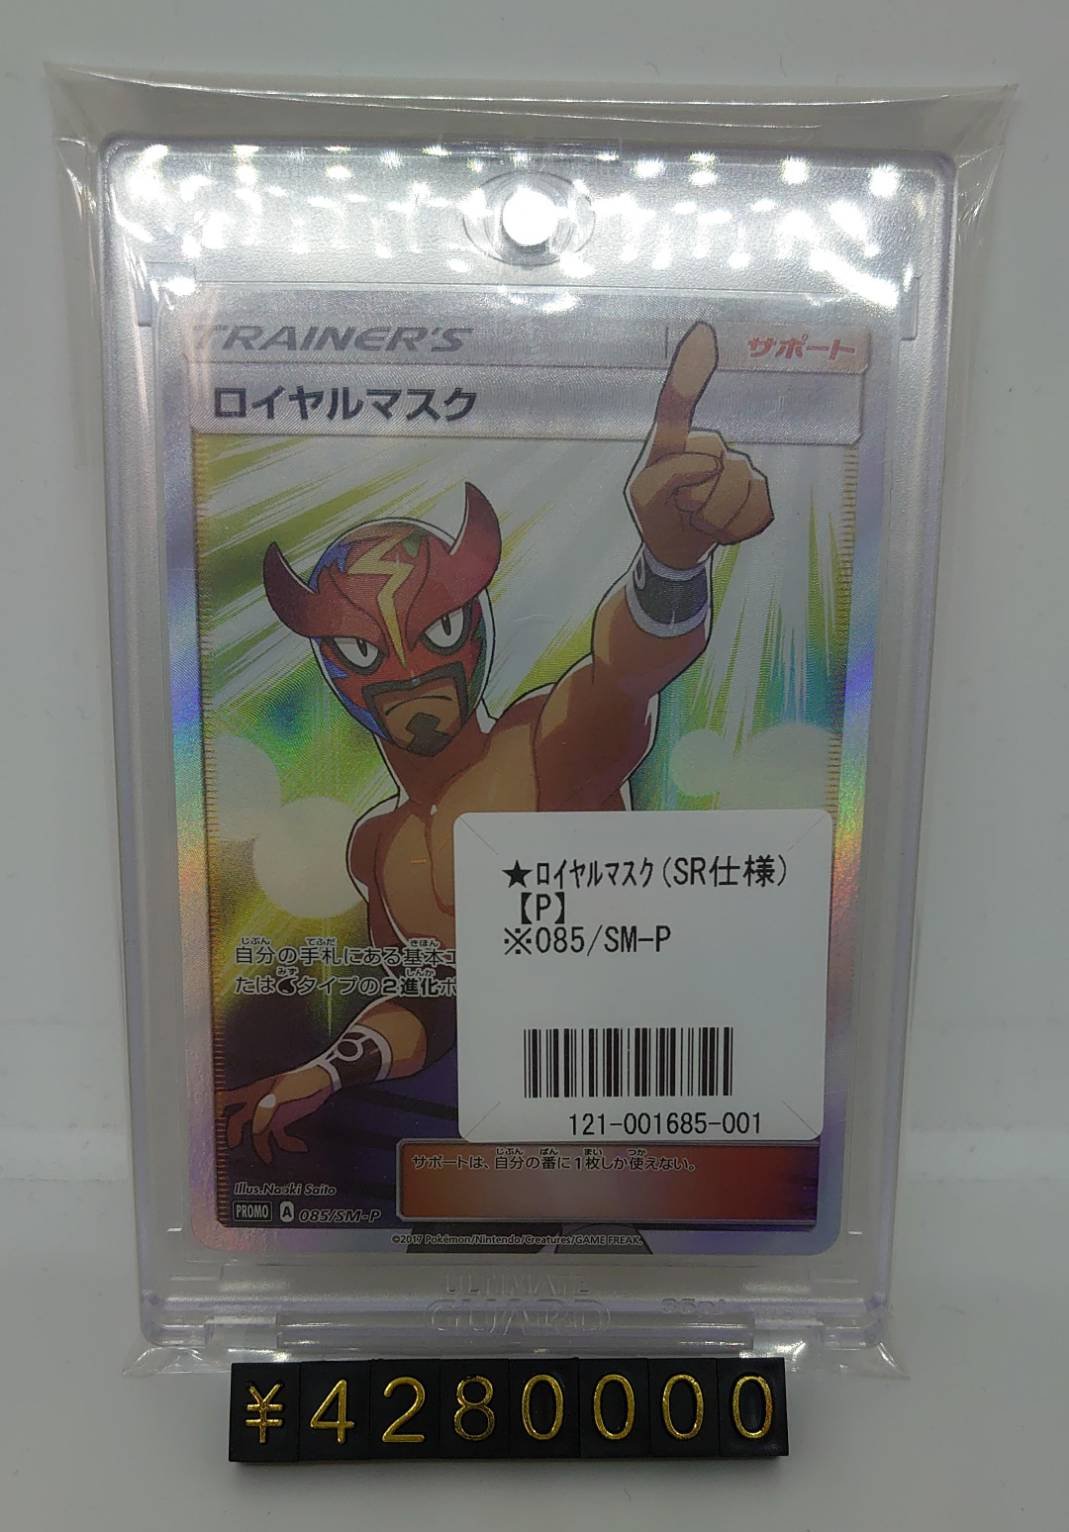 TRAINER'S
サポート
ロイヤルマスク
★ロイヤルマスク(SR仕様)
【P】
※085/SM-P
121-001685-001
自分の手札にある基本エ
たはタイプの2進化ポ
サポートは、自分の番に1枚しか使えない。
Illus.Naoki Saito
PROMO A 085/SM-P
©2017 Pokémon/Nintendo/Creatures/GAME FREAK.
ULTIMATE
GUARD
¥4280000